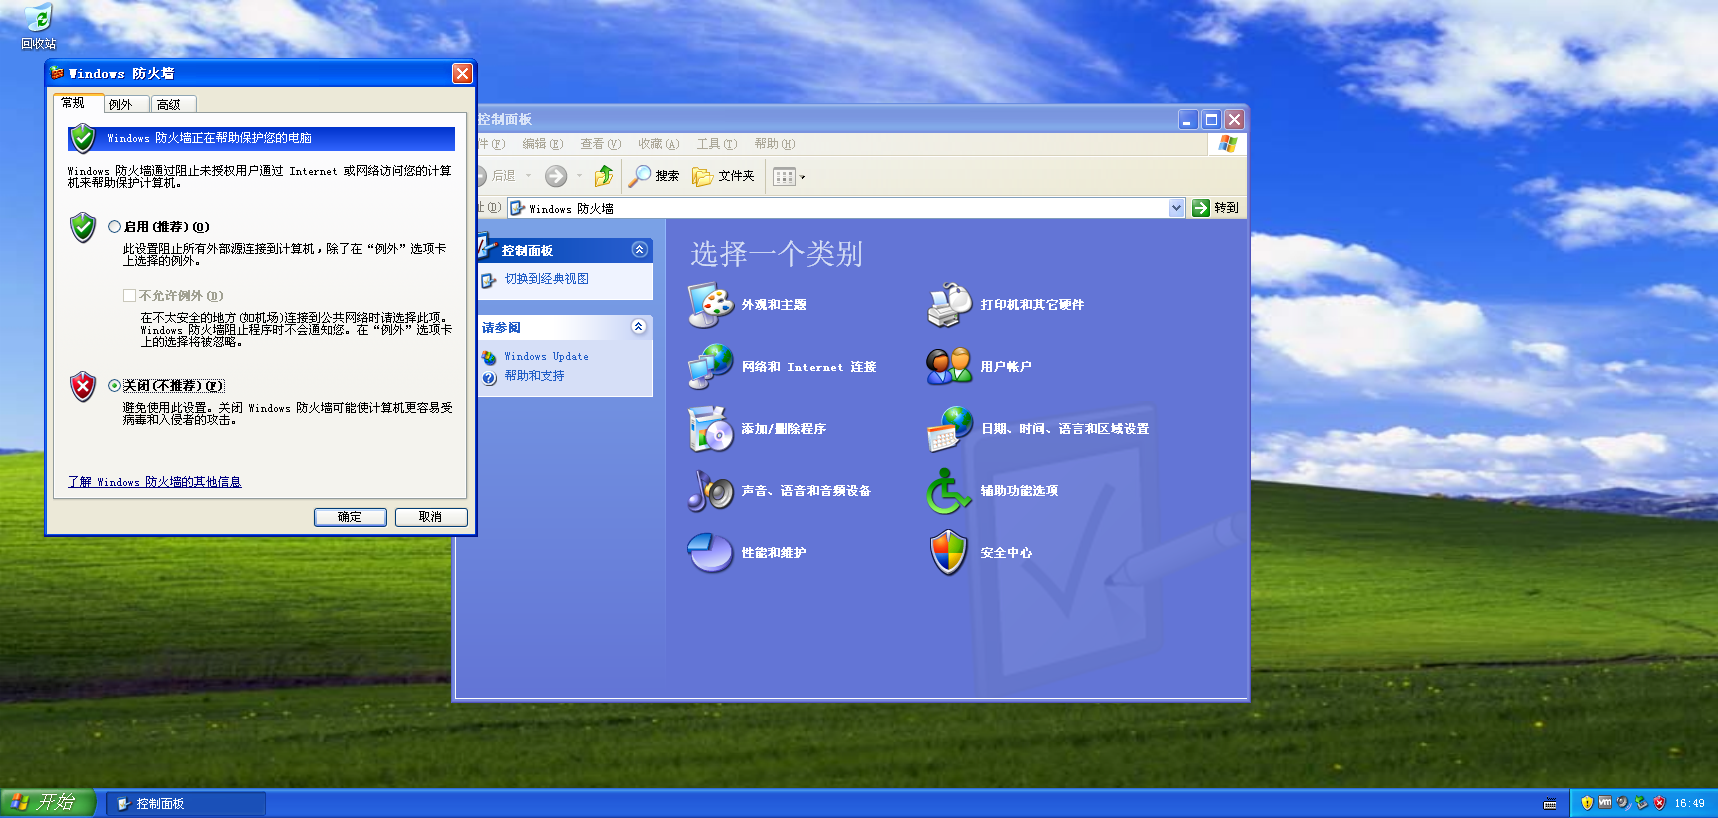 回收站
Windows 防火墙
常规
例外
高级
Windows 防火墙正在帮助保护您的电脑
Windows 防火墙通过阻止未授权用户通过 Internet 或网络访问您的计算
机来帮助保护计算机。
启用(推荐)(O)
此设置阻止所有外部源连接到计算机，除了在“例外”选项卡
上选择的例外。
不允许例外(D)
在不太安全的地方(如机场)连接到公共网络时请选择此项。
Windows 防火墙阻止程序时不会通知您。在“例外”选项卡
上的选择将被忽略。
关闭(不推荐)(F)
避免使用此设置。关闭 Windows 防火墙可能使计算机更容易受
病毒和入侵者的攻击。
了解 Windows 防火墙的其他信息
确定
取消
控制面板
件(F)
编辑(E)
查看(V)
收藏(A)
工具(T)
帮助(H)
后退
搜索
文件夹
址(D)
Windows 防火墙
转到
控制面板
切换到经典视图
请参阅
Windows Update
帮助和支持
选择一个类别
外观和主题
打印机和其它硬件
网络和 Internet 连接
用户帐户
添加/删除程序
日期、时间、语言和区域设置
声音、语音和音频设备
辅助功能选项
性能和维护
安全中心
开始
控制面板
vm
16:49